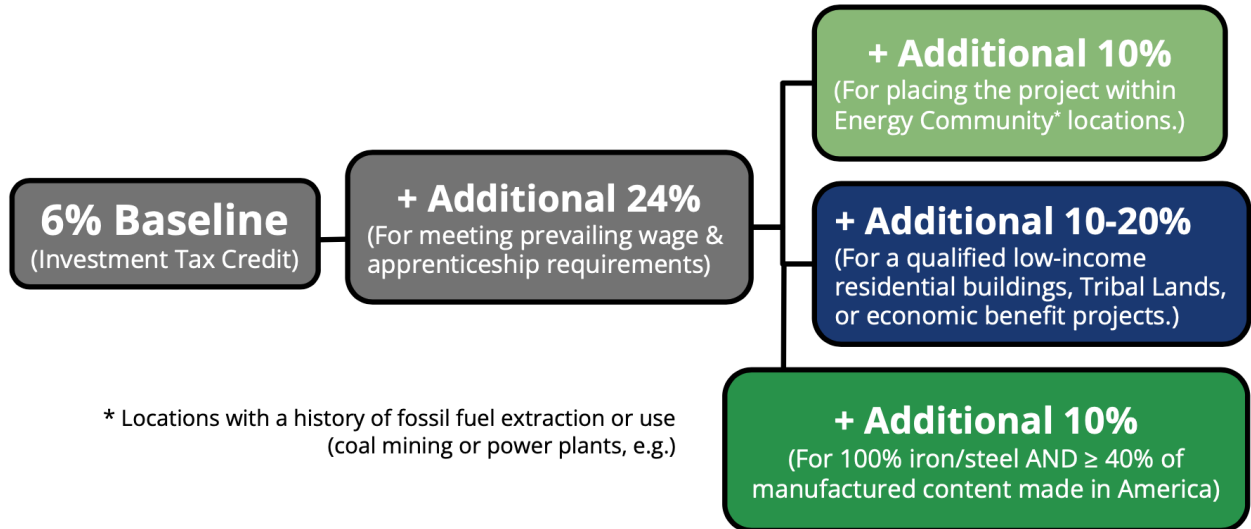 6% Baseline
(Investment Tax Credit)
+ Additional 24%
(For meeting prevailing wage &
apprenticeship requirements)
+ Additional 10%
(For placing the project within
Energy Community* locations.)
+ Additional 10-20%
(For a qualified low-income
residential buildings, Tribal Lands,
or economic benefit projects.)
+ Additional 10%
(For 100% iron/steel AND ≥ 40% of
manufactured content made in America)
* Locations with a history of fossil fuel extraction or use
(coal mining or power plants, e.g.)